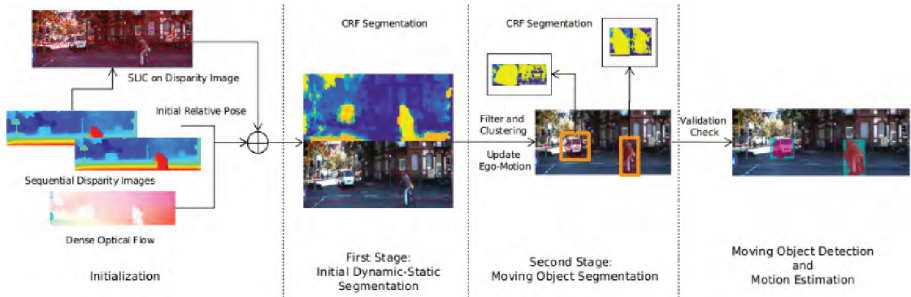 SLIC on Disparity Image
Initial Relative Pose
Sequential Disparity Images
Dense Optical Flow
Initialization
CRF Segmentation
First Stage:
Initial Dynamic-Static
Segmentation
CRF Segmentation
Filter and
Clustering
Update
Ego-Motion
Second Stage:
Moving Object Segmentation
Validation
Check
Moving Object Detection
and
Motion Estimation